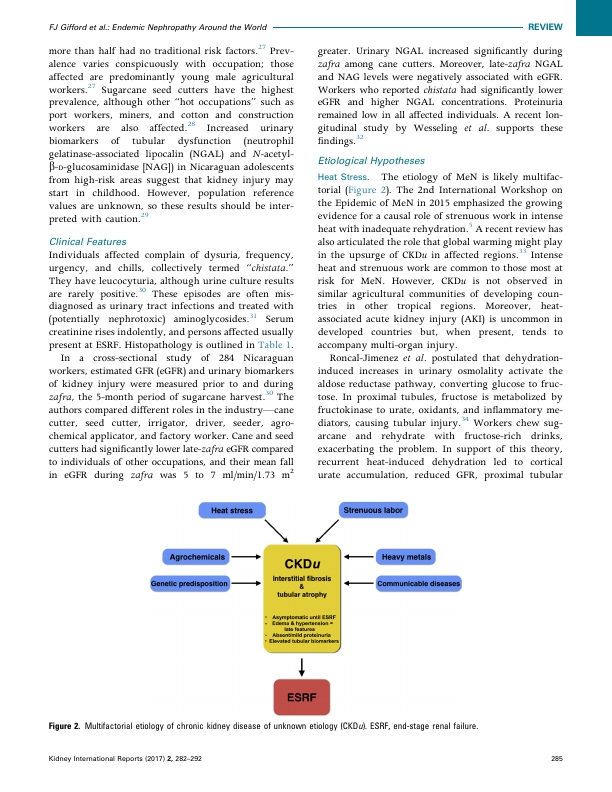 FJ Gifford et al.: Endemic Nephropathy Around the World
REVIEW
more than half had no traditional risk factors.27 Prev-
alence varies conspicuously with occupation; those
affected are predominantly young male agricultural
workers.27 Sugarcane seed cutters have the highest
prevalence, although other “hot occupations” such as
port workers, miners, and cotton and construction
workers are also affected.28 Increased urinary
biomarkers of tubular dysfunction (neutrophil
gelatinase-associated lipocalin (NGAL) and N-acetyl-
β-D-glucosaminidase [NAG]) in Nicaraguan adolescents
from high-risk areas suggest that kidney injury may
start in childhood. However, population reference
values are unknown, so these results should be inter-
preted with caution.29
Clinical Features
Individuals affected complain of dysuria, frequency,
urgency, and chills, collectively termed “chistata.”
They have leucocyturia, although urine culture results
are rarely positive.30 These episodes are often mis-
diagnosed as urinary tract infections and treated with
(potentially nephrotoxic) aminoglycosides.31 Serum
creatinine rises indolently, and persons affected usually
present at ESRF. Histopathology is outlined in Table 1.
In a cross-sectional study of 284 Nicaraguan
workers, estimated GFR (eGFR) and urinary biomarkers
of kidney injury were measured prior to and during
zafra, the 5-month period of sugarcane harvest.30 The
authors compared different roles in the industry—cane
cutter, seed cutter, irrigator, driver, seeder, agro-
chemical applicator, and factory worker. Cane and seed
cutters had significantly lower late-zafra eGFR compared
to individuals of other occupations, and their mean fall
in eGFR during zafra was 5 to 7 ml/min/1.73 m2
greater. Urinary NGAL increased significantly during
zafra among cane cutters. Moreover, late-zafra NGAL
and NAG levels were negatively associated with eGFR.
Workers who reported chistata had significantly lower
eGFR and higher NGAL concentrations. Proteinuria
remained low in all affected individuals. A recent lon-
gitudinal study by Wesseling et al. supports these
findings.32
Etiological Hypotheses
Heat Stress. The etiology of MeN is likely multifac-
torial (Figure 2). The 2nd International Workshop on
the Epidemic of MeN in 2015 emphasized the growing
evidence for a causal role of strenuous work in intense
heat with inadequate rehydration.5 A recent review has
also articulated the role that global warming might play
in the upsurge of CKDu in affected regions.33 Intense
heat and strenuous work are common to those most at
risk for MeN. However, CKDu is not observed in
similar agricultural communities of developing coun-
tries in other tropical regions. Moreover, heat-
associated acute kidney injury (AKI) is uncommon in
developed countries but, when present, tends to
accompany multi-organ injury.
Roncal-Jimenez et al. postulated that dehydration-
induced increases in urinary osmolality activate the
aldose reductase pathway, converting glucose to fruc-
tose. In proximal tubules, fructose is metabolized by
fructokinase to urate, oxidants, and inflammatory me-
diators, causing tubular injury.34 Workers chew sug-
arcane and rehydrate with fructose-rich drinks,
exacerbating the problem. In support of this theory,
recurrent heat-induced dehydration led to cortical
urate accumulation, reduced GFR, proximal tubular
Heat stress
Strenuous labor
Agrochemicals
Heavy metals
Genetic predisposition
Communicable diseases
CKDu
Interstitial fibrosis
&
tubular atrophy
• Asymptomatic until ESRF
• Edema & hypertension =
late features
• Absent/mild proteinuria
• Elevated tubular biomarkers
ESRF
Figure 2. Multifactorial etiology of chronic kidney disease of unknown etiology (CKDu). ESRF, end-stage renal failure.
Kidney International Reports (2017) 2, 282–292
285